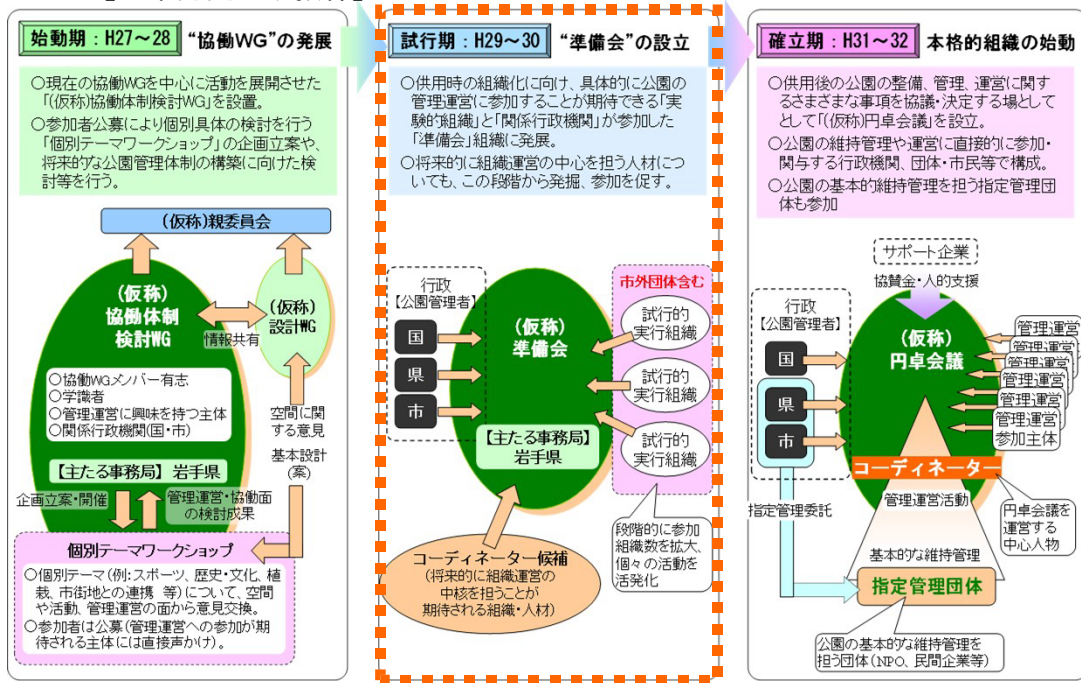 始動期：H27～28
“協働WG”の発展
○現在の協働WGを中心に活動を展開させた
「(仮称)協働体制検討WG」を設置。
○参加者公募により個別具体の検討を行う
「個別テーマワークショップ」の企画立案や、
将来的な公園管理体制の構築に向けた検
討等を行う。
(仮称)親委員会
(仮称)
協働体制
検討WG
情報共有
(仮称)
設計WG
○協働WGメンバー有志
○学識者
○管理運営に興味を持つ主体
○関係行政機関(国・市)
空間に関
する意見
【主たる事務局】 岩手県
基本設計
(案)
企画立案・開催
管理運営・協働面
の検討成果
個別テーマワークショップ
○個別テーマ(例:スポーツ、歴史・文化、植
栽、市街地との連携 等)について、空間
や活動、管理運営の面から意見交換。
○参加者は公募(管理運営への参加が期
待される主体には直接声かけ)。
試行期：H29～30
“準備会”の設立
○供用時の組織化に向け、具体的に公園の
管理運営に参加することが期待できる「実
験的組織」と「関係行政機関」が参加した
「準備会」組織に発展。
○将来的に組織運営の中心を担う人材につ
いても、この段階から発掘、参加を促す。
行政
【公園管理者】
国
県
市
(仮称)
準備会
【主たる事務局】
岩手県
市外団体含む
試行的
実行組織
試行的
実行組織
試行的
実行組織
段階的に参加
組織数を拡大、
個々の活動を
活発化
コーディネーター候補
(将来的に組織運営の
中核を担うことが
期待される組織・人材)
確立期：H31～32
本格的組織の始動
○供用後の公園の整備、管理、運営に関す
るさまざまな事項を協議・決定する場として
として「(仮称)円卓会議」を設立。
○公園の維持管理や運営に直接的に参加・
関与する行政機関、団体・市民等で構成。
○公園の基本的維持管理を担う指定管理団
体も参加
サポート企業
協賛金・人的支援
行政
【公園管理者】
国
県
市
(仮称)
円卓会議
管理運営
管理運営
管理運営
管理運営
管理運営
管理運営
参加主体
コーディネーター
指定管理委託
管理運営活動
円卓会議を
運営する
中心人物
基本的な維持管理
指定管理団体
公園の基本的な維持管理を
担う団体(NPO、民間企業等)